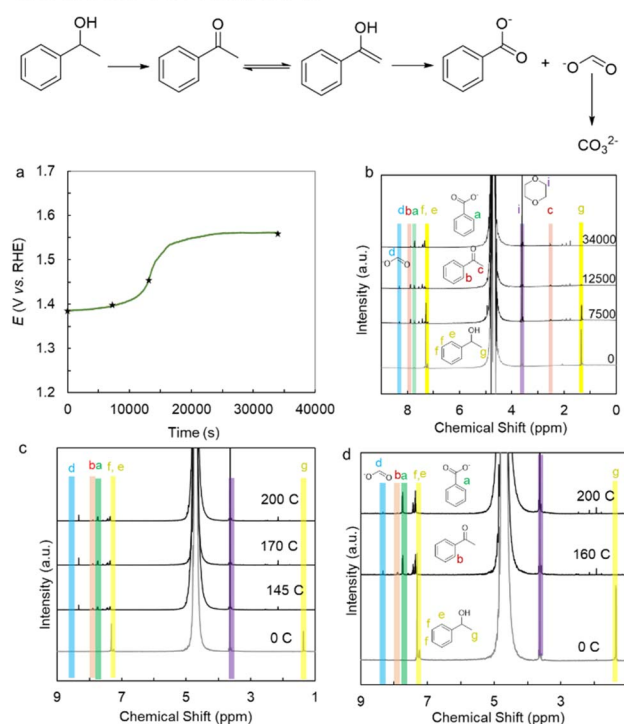 OH
O
OH
O⁻
O
+
⁻O
O
CO₃²⁻
a
1.7
1.6
1.5
1.4
1.3
1.2
E (V vs. RHE)
0 10000 20000 30000 40000
Time (s)
b
d b a f, e i c g
O⁻
O
a
O
O
i
34000
⁻O
O
d
O
b
c
12500
7500
OH
e
f
f
g
0
Intensity (a.u.)
8 6 4 2 0
Chemical Shift (ppm)
c
d b a f, e g
200 C
170 C
145 C
0 C
Intensity (a.u.)
9 7 5 3 1
Chemical Shift (ppm)
d
d
⁻O
O
b a f, e
O⁻
O
a
g
200 C
O
b
160 C
OH
e
f
f
g
0 C
Intensity (a.u.)
9 7 5 3
Chemical Shift (ppm)